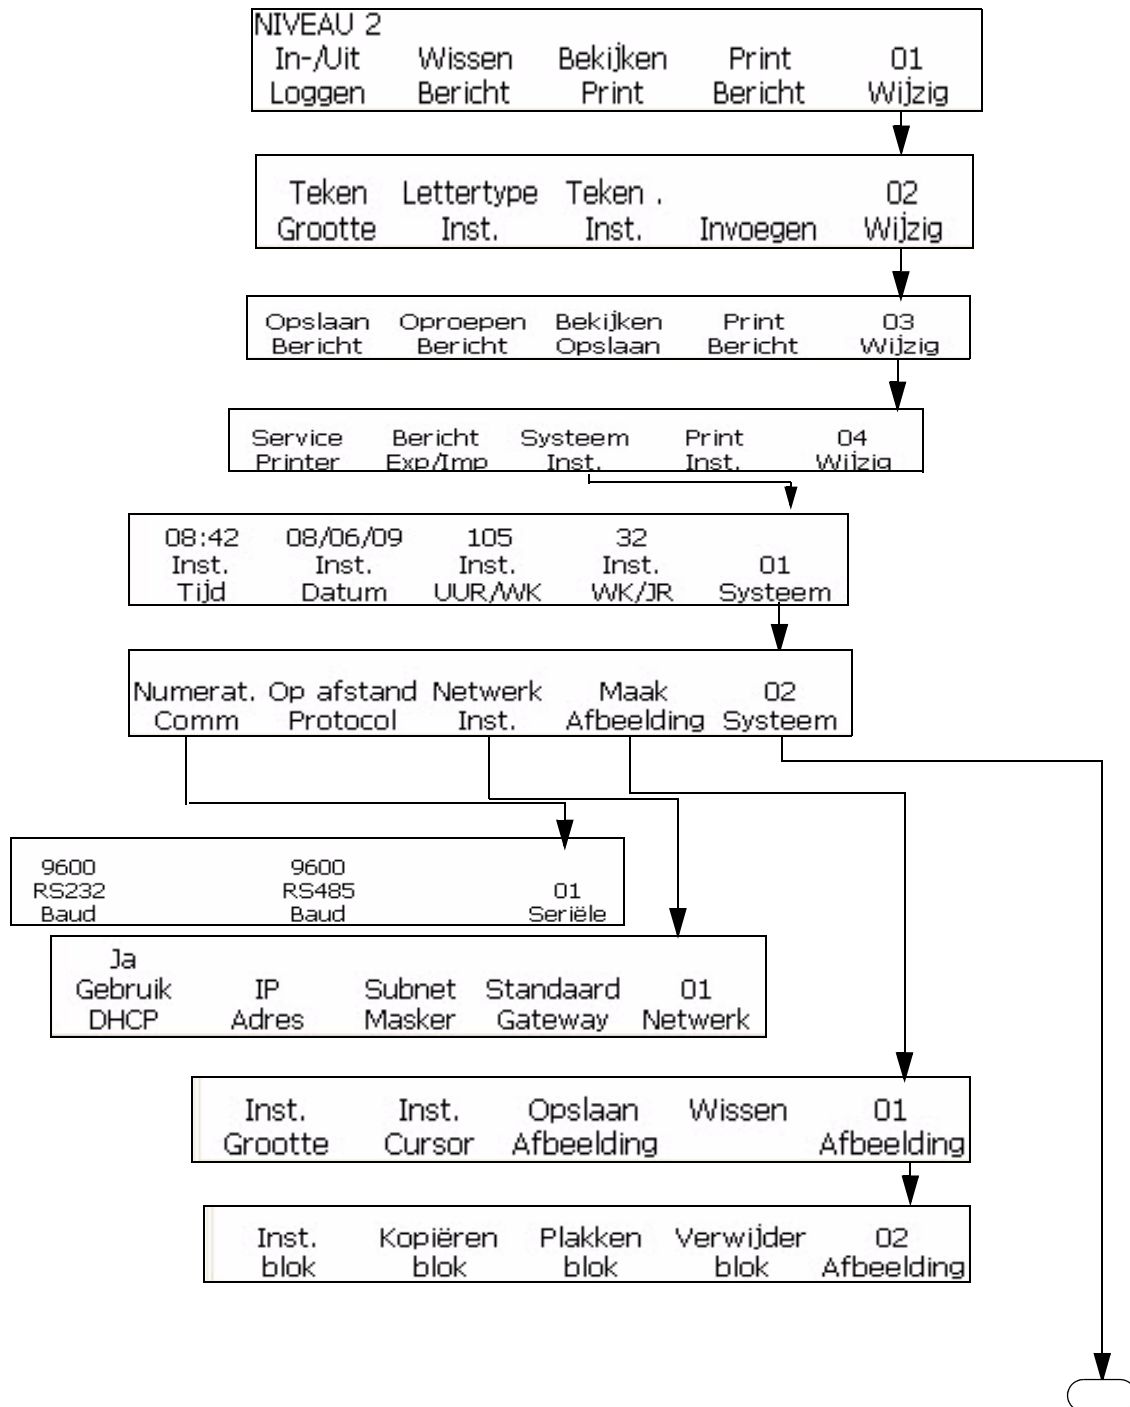 NIVEAU 2
In-/Uit Wissen Bekijken Print 01
Loggen Bericht Print Bericht Wijzig
Teken Lettertype Teken . 02
Grootte Inst. Inst. Invoegen Wijzig
Opslaan Oproepen Bekijken Print 03
Bericht Bericht Opslaan Bericht Wijzig
Service Bericht Systeem Print 04
Printer Exp/Imp Inst. Inst. Wijzig
08:42 08/06/09 105 32
Inst. Inst. Inst. Inst. 01
Tijd Datum UUR/WK WK/JR Systeem
Numerat. Op afstand Netwerk Maak 02
Comm Protocol Inst. Afbeelding Systeem
9600 9600
RS232 RS485 01
Baud Baud Seriële
Ja
Gebruik IP Subnet Standaard 01
DHCP Adres Masker Gateway Netwerk
Inst. Inst. Opslaan Wissen 01
Grootte Cursor Afbeelding Afbeelding
Inst. Kopiëren Plakken Verwijder 02
blok blok blok blok Afbeelding